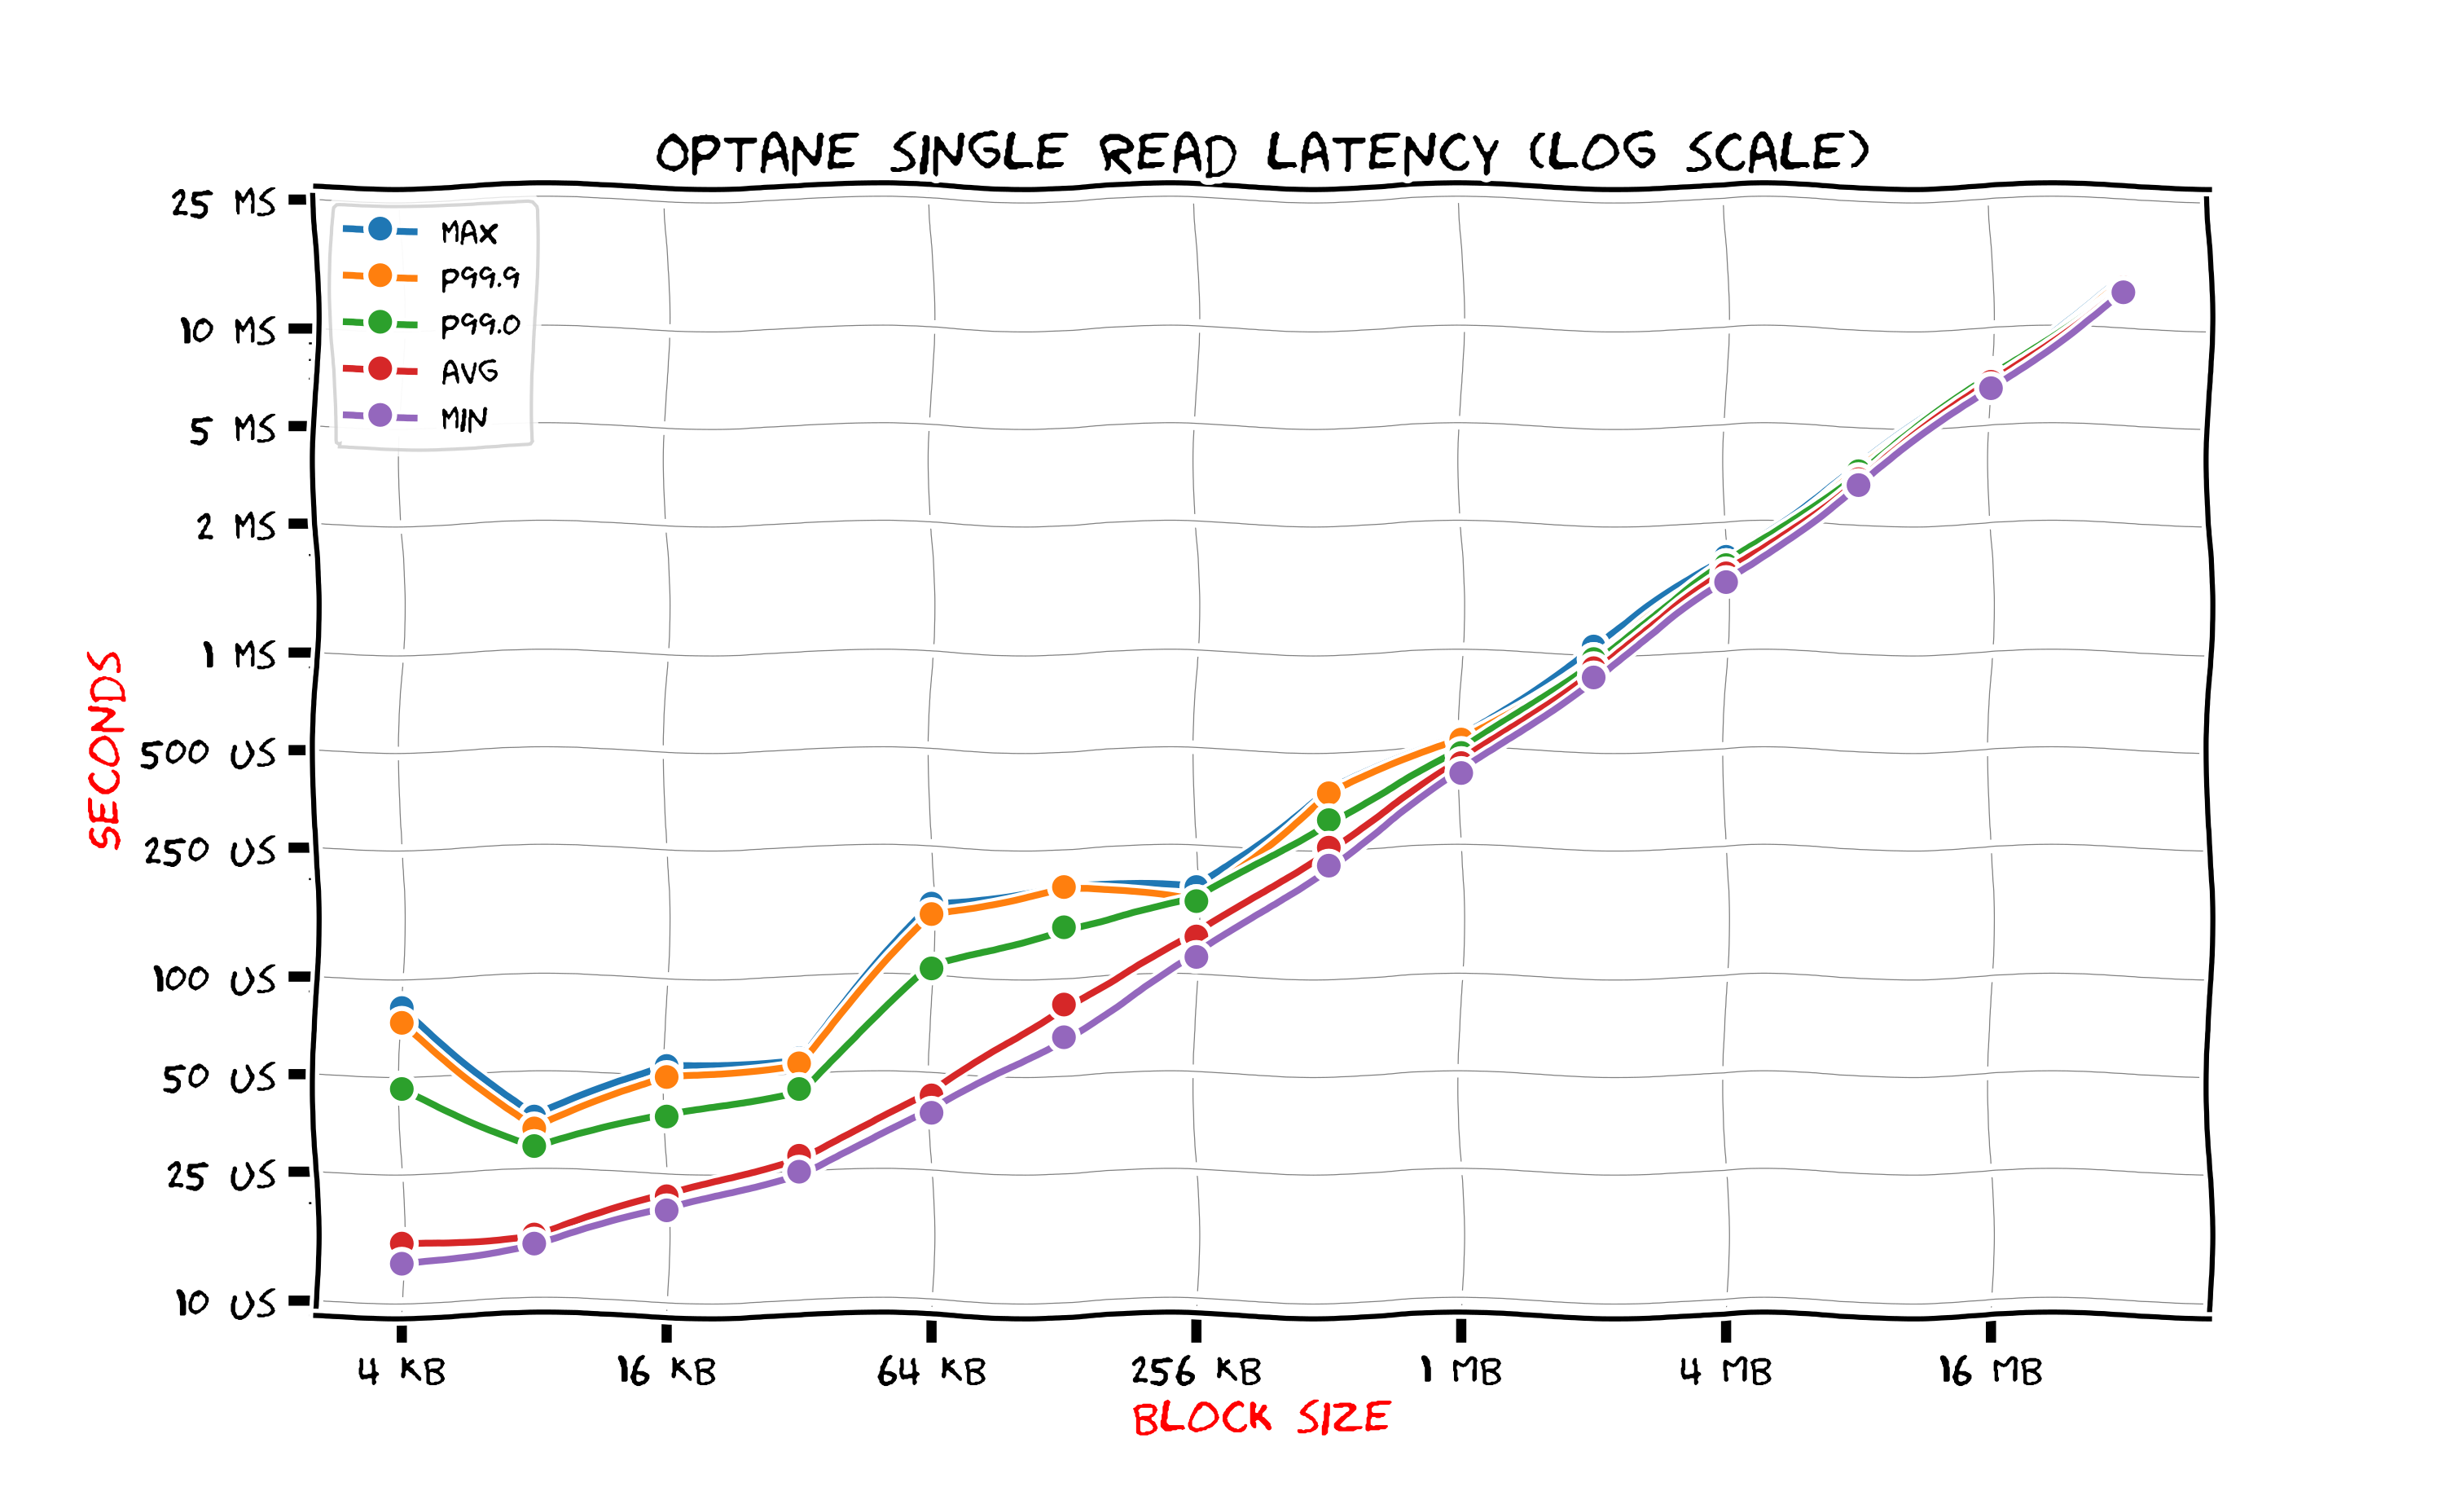 OPTANE SINGLE READ LATENCY (LOG SCALE)
25 MS
10 MS
5 MS
2 MS
1 MS
500 US
250 US
100 US
50 US
25 US
10 US
SECONDS
MAX
P99.9
P99.0
AVG
MIN
4 KB
16 KB
64 KB
256 KB
1 MB
4 MB
16 MB
BLOCK SIZE